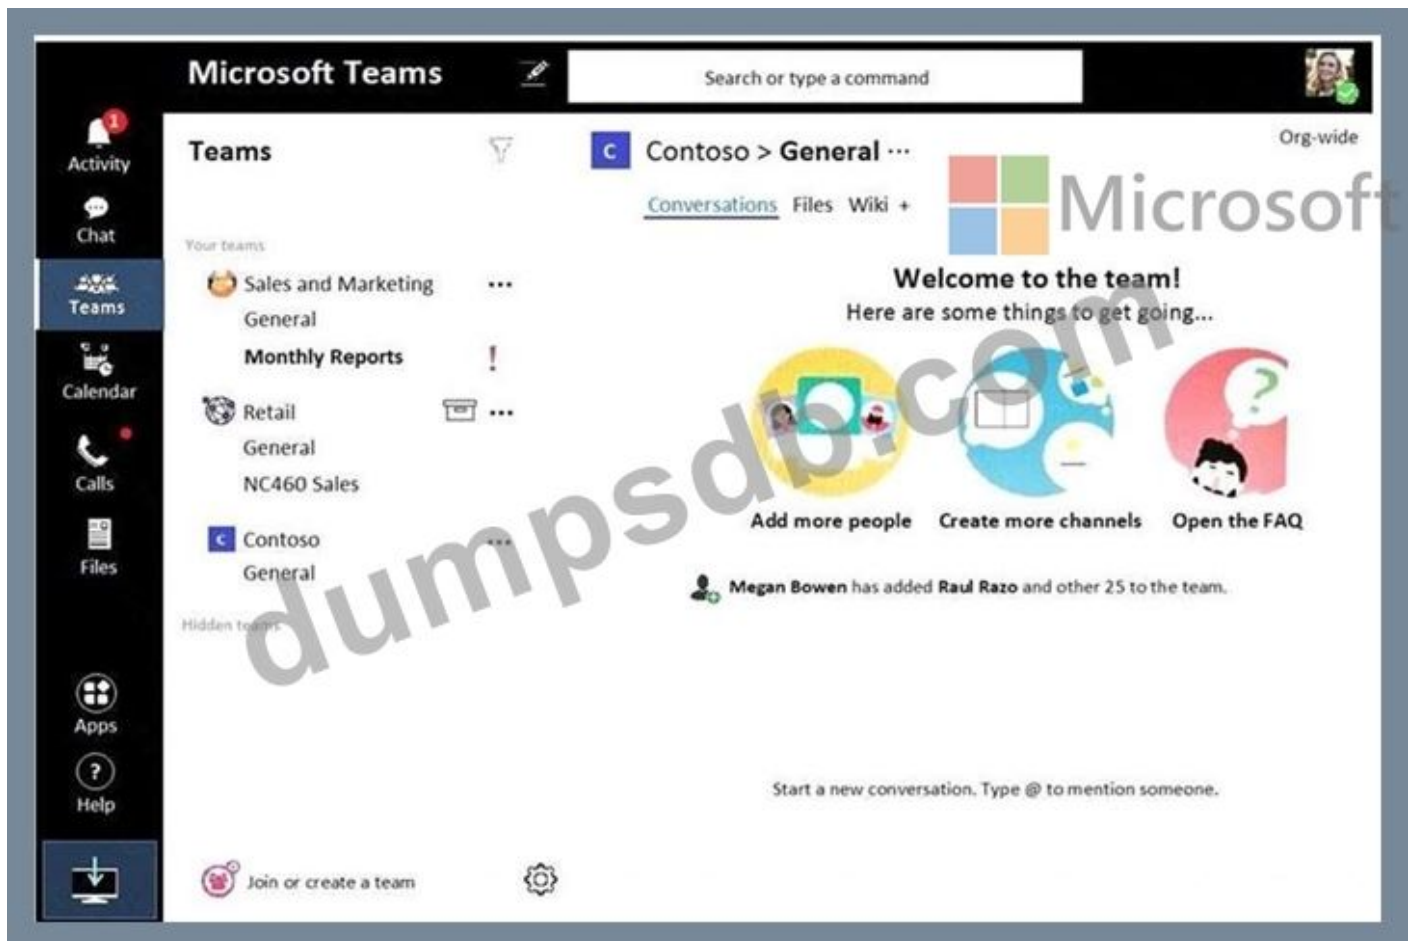 Microsoft Teams
Search or type a command
1
Activity
Chat
Teams
Calendar
Calls
Files
Apps
?
Help
Teams
Your teams
Sales and Marketing ...
General
Monthly Reports !
Retail ...
General
NC460 Sales
C Contoso ...
General
Hidden teams
Join or create a team
C Contoso > General ...
Org-wide
Conversations Files Wiki +
Microsoft
Welcome to the team!
Here are some things to get going...
?
Add more people Create more channels Open the FAQ
Megan Bowen has added Raul Razo and other 25 to the team.
Start a new conversation. Type @ to mention someone.
dumpsdb.com